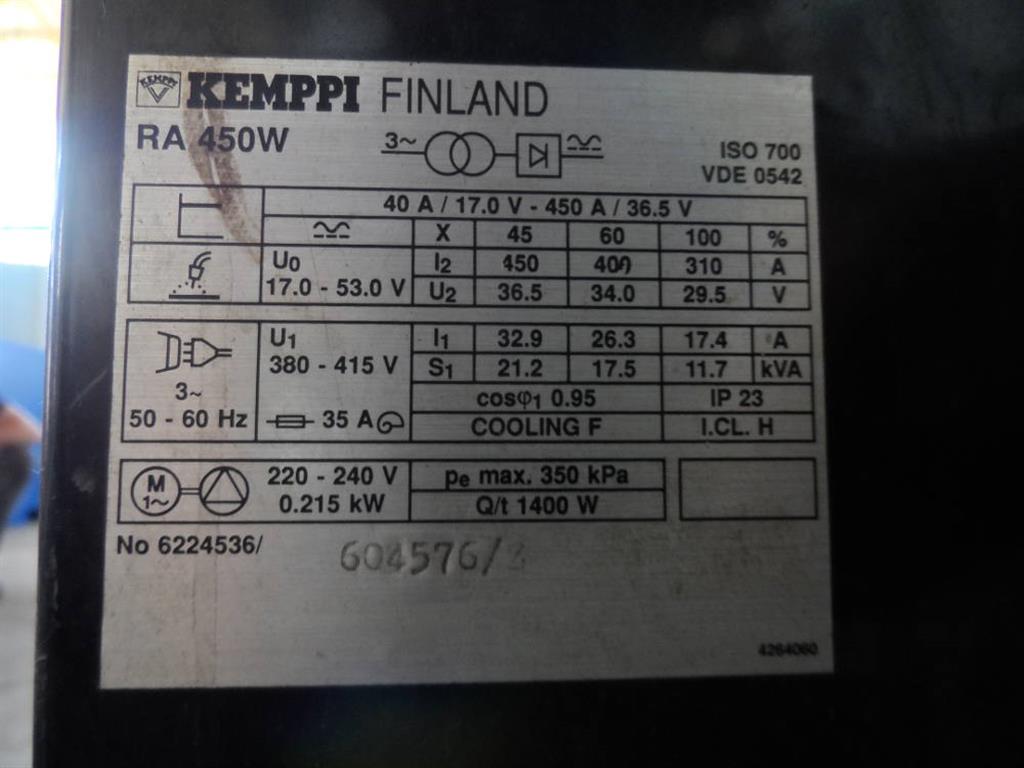 KEMPPI KEMPPI FINLAND
RA 450W
3~
ISO 700
VDE 0542
40 A / 17.0 V - 450 A / 36.5 V
X 45 60 100 %
U0 17.0 - 53.0 V
I2 450 400 310 A
U2 36.5 34.0 29.5 V
3~ 50 - 60 Hz
U1 380 - 415 V
35 A
I1 32.9 26.3 17.4 A
S1 21.2 17.5 11.7 kVA
cosφ1 0.95 IP 23
COOLING F I.CL. H
M 1~
220 - 240 V pe max. 350 kPa
0.215 kW Q/t 1400 W
No 6224536/ 604576/3
4264060